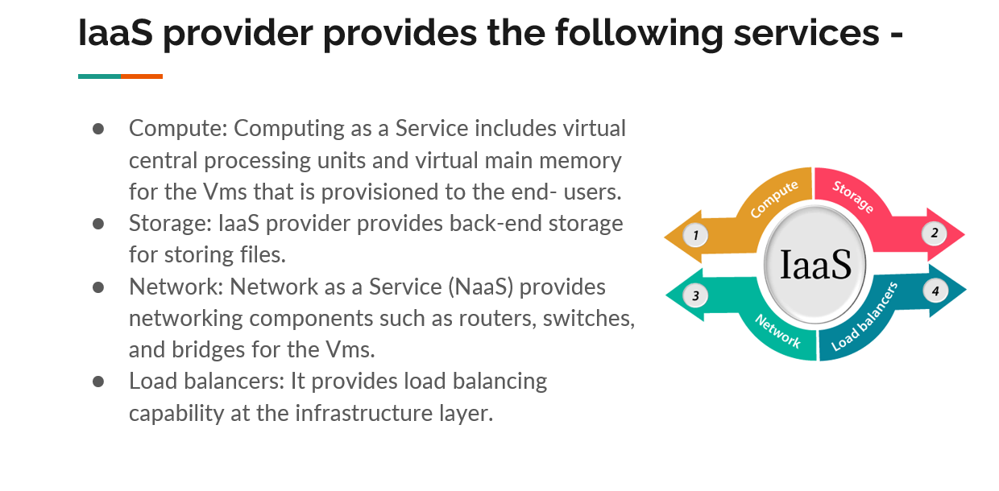 IaaS provider provides the following services -
● Compute: Computing as a Service includes virtual
central processing units and virtual main memory
for the Vms that is provisioned to the end- users.
● Storage: IaaS provider provides back-end storage
for storing files.
● Network: Network as a Service (NaaS) provides
networking components such as routers, switches,
and bridges for the Vms.
● Load balancers: It provides load balancing
capability at the infrastructure layer.
Compute
Storage
1
2
IaaS
3
4
Network
Load balancers